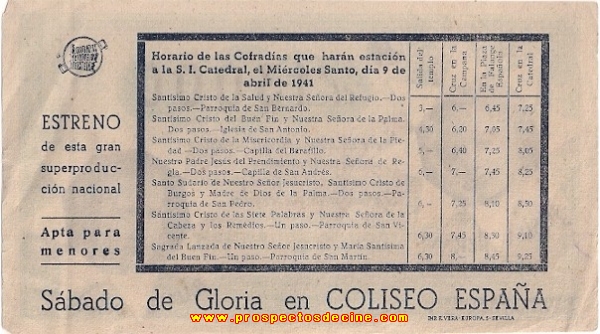 ESTRENO
de esta gran
superproduc-
ción nacional
Apta para
menores
Horario de las Cofradías que harán estación
a la S. I. Catedral, el Miércoles Santo, día 9 de
abril de 1941
Salida del templo
Cruz en la Campana
En la Plaza de Falange Española
Cruz en la Catedral
Santísimo Cristo de la Salud y Nuestra Señora del Refugio.—Dos
pasos.—Parroquia de San Bernardo. 6,— 6,45 7,25
Santísimo Cristo del Buen Fin y Nuestra Señora de la Palma.
Dos pasos.—Iglesia de San Antonio. 4,30 6,20 7,05 7,45
Santísimo Cristo de la Misericordia y Nuestra Señora de la Pie-
dad.—Dos pasos.—Capilla del Baratillo. 5,— 6,40 7,25 8,05
Nuestro Padre Jesús del Prendimiento y Nuestra Señora de Re-
gla.—Dos pasos.—Capilla de San Andrés. 6,— 7,— 7,45 8,25
Santo Sudario de Nuestro Señor Jesucristo, Santísimo Cristo de
Burgos y Madre de Dios de la Palma.—Dos pasos.—Pa-
rroquia de San Pedro. 6,— 7,25 8,10 8,50
Santísimo Cristo de las Siete Palabras y Nuestra Señora de la
Cabeza y los Remedios.—Un paso.—Parroquia de San Vi-
cente. 6,30 7,45 8,30 9,10
Sagrada Lanzada de Nuestro Señor Jesucristo y María Santísima
del Buen Fin.—Un paso.—Parroquia de San Martín. 6,30 8,— 8,45 9,25
Sábado de Gloria en COLISEO ESPAÑA
IMP. E. VERA - EUROPA, 5 - SEVILLA
www.prospectosdecine.com